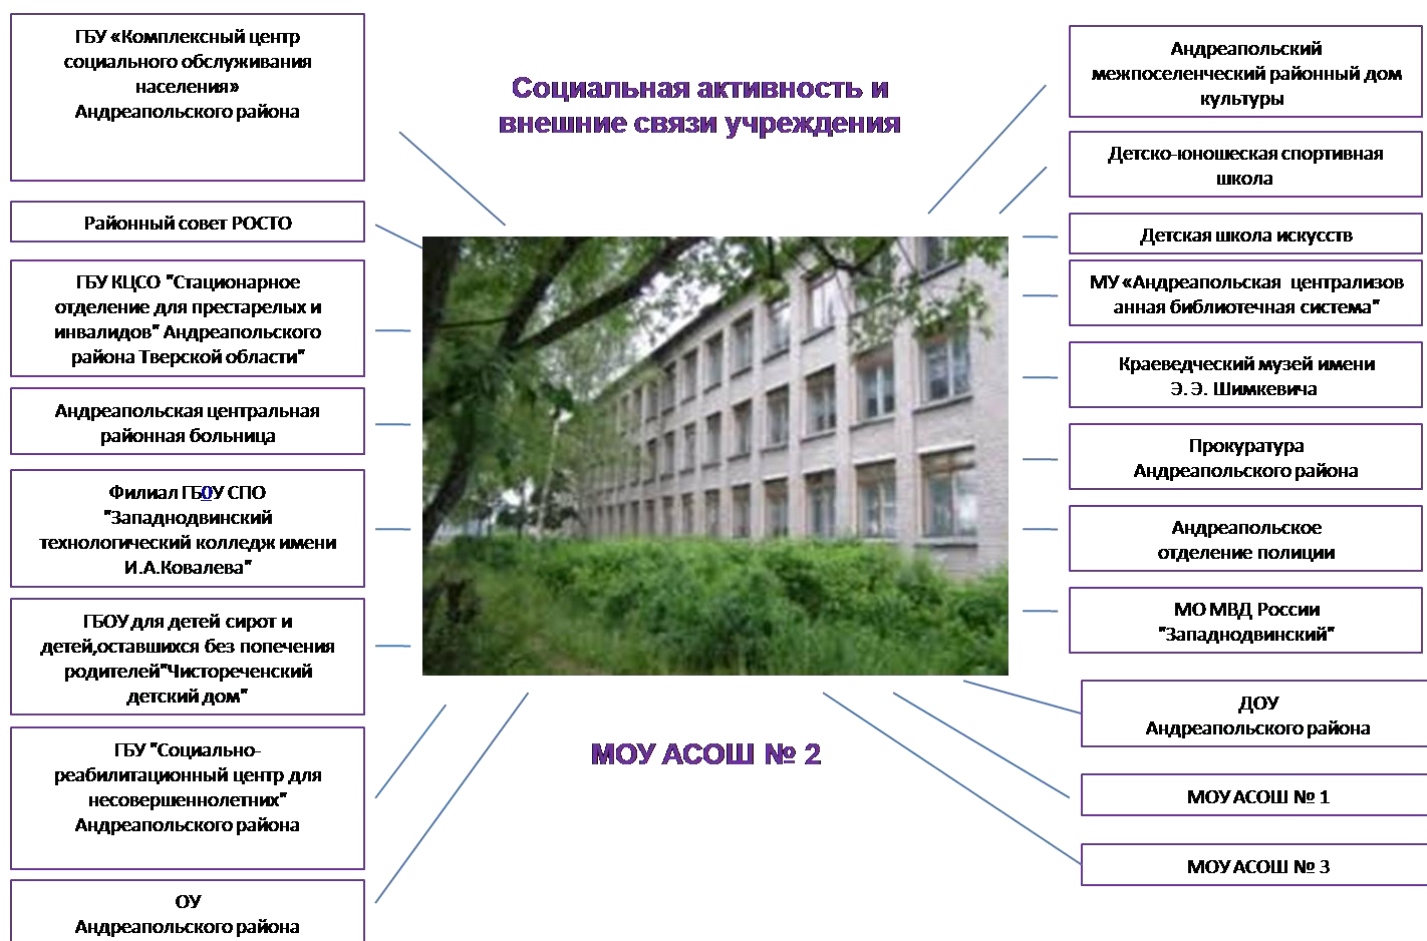 ГБУ «Комплексный центр
социального обслуживания
населения»
Андреапольского района
Районный совет РОСТО
ГБУ КЦСО "Стационарное
отделение для престарелых и
инвалидов" Андреапольского
района Тверской области"
Андреапольская центральная
районная больница
Филиал ГБОУ СПО
"Западнодвинский
технологический колледж имени
И.А.Ковалева"
ГБОУ для детей сирот и
детей,оставшихся без попечения
родителей"Чистореченский
детский дом"
ГБУ "Социально-
реабилитационный центр для
несовершеннолетних"
Андреапольского района
ОУ
Андреапольского района
Социальная активность и
внешние связи учреждения
МОУ АСОШ № 2
Андреапольский
межпоселенческий районный дом
культуры
Детско-юношеская спортивная
школа
Детская школа искусств
МУ «Андреапольская централизов
анная библиотечная система"
Краеведческий музей имени
Э. Э. Шимкевича
Прокуратура
Андреапольского района
Андреапольское
отделение полиции
МО МВД России
"Западнодвинский"
ДОУ
Андреапольского района
МОУ АСОШ № 1
МОУ АСОШ № 3